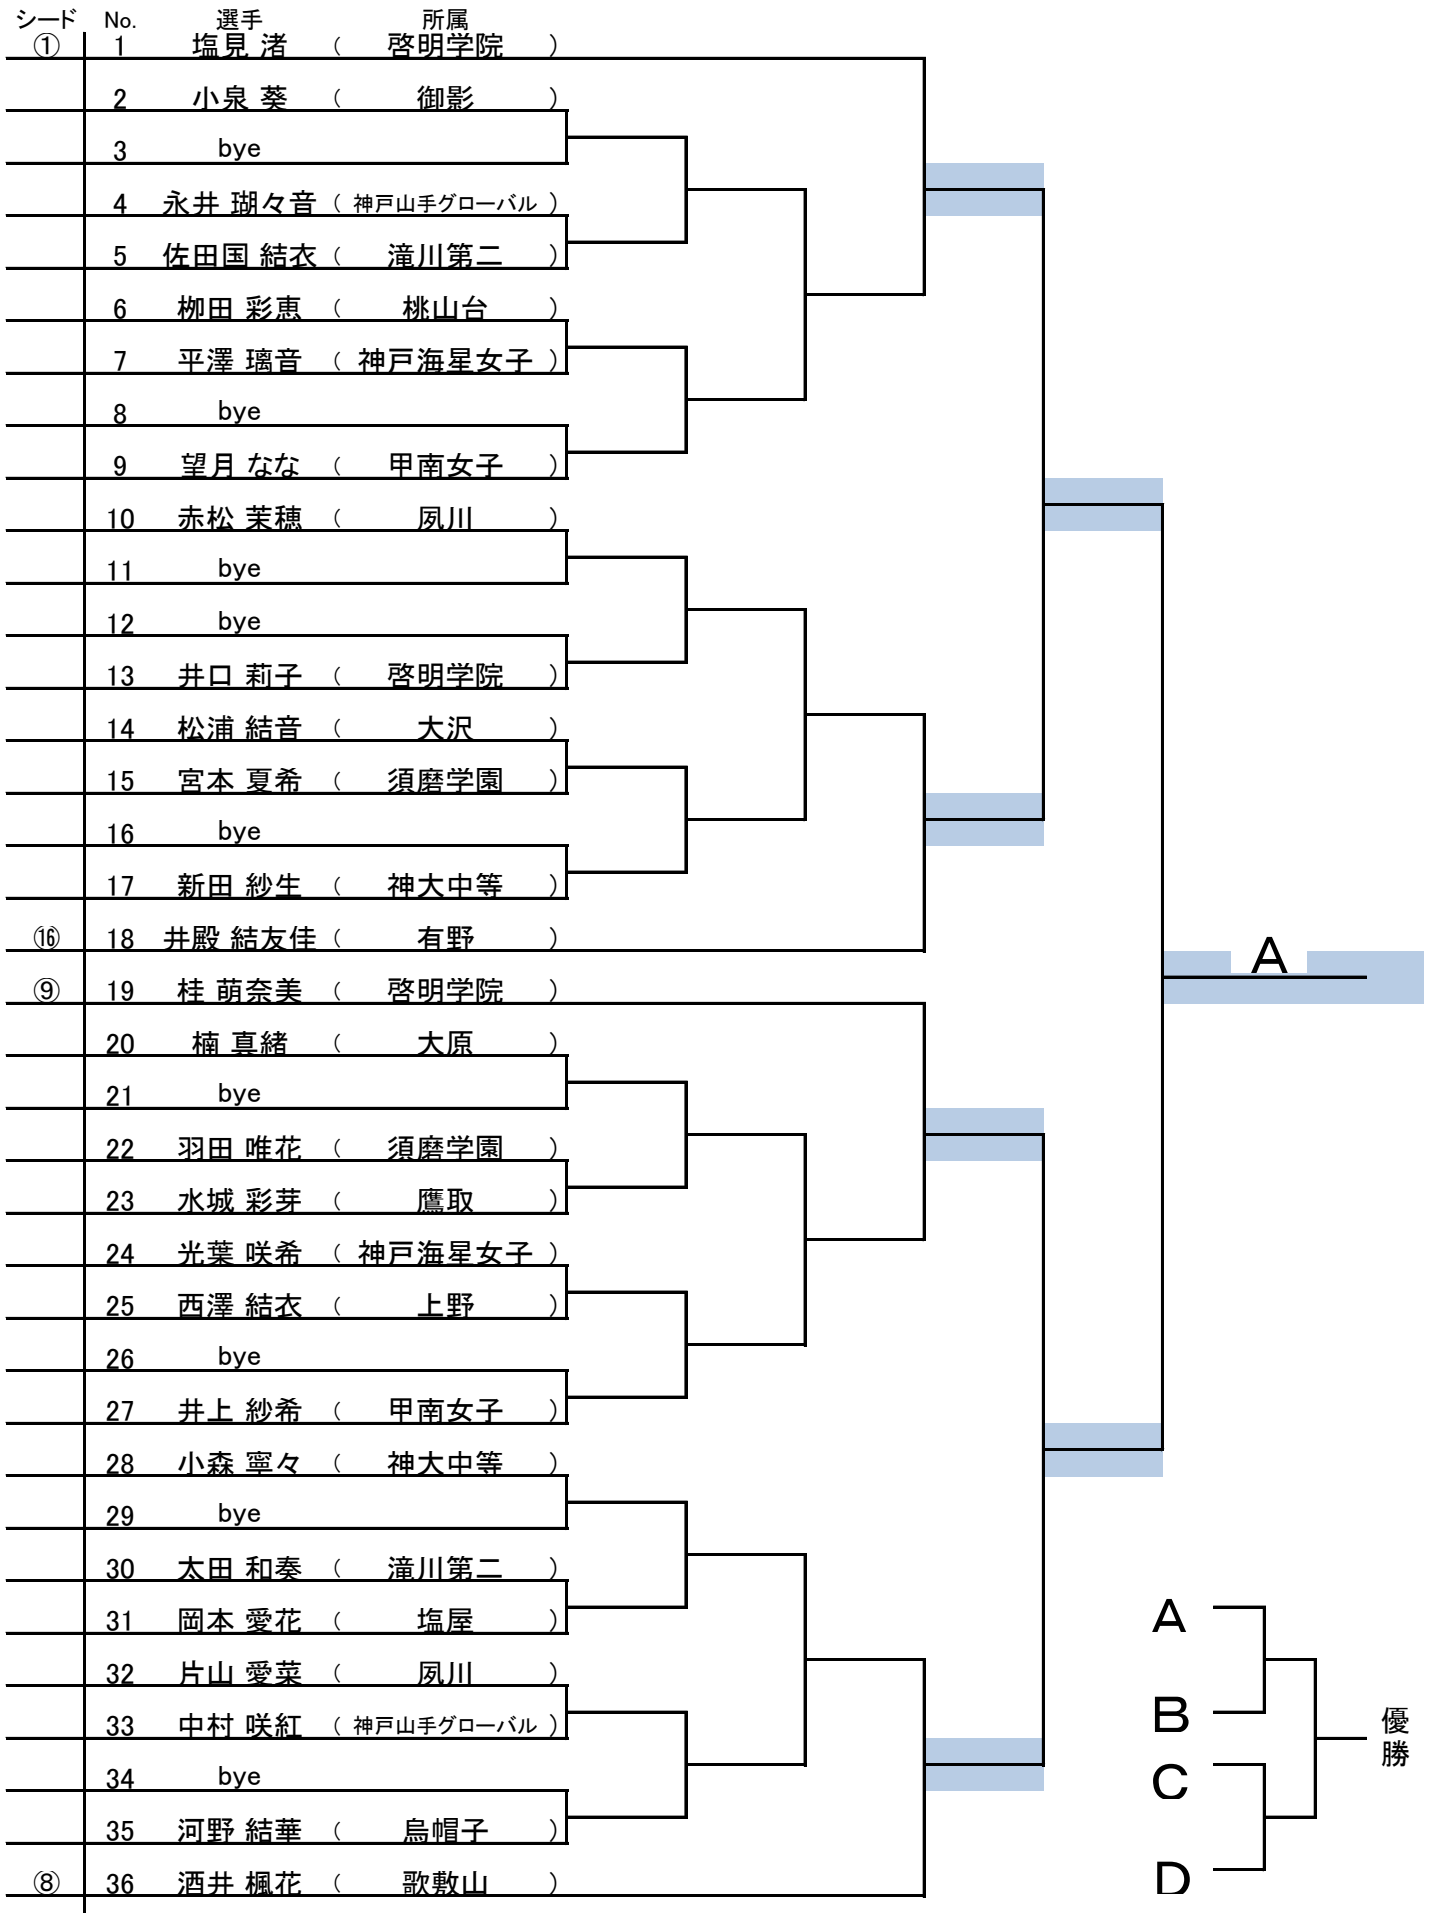 シード No. 選手 所属
① 1 塩見 渚 ( 啓明学院 )
2 小泉 葵 ( 御影 )
3 bye
4 永井 瑚々音 ( 神戸山手グローバル )
5 佐田国 結衣 ( 滝川第二 )
6 栁田 彩恵 ( 桃山台 )
7 平澤 璃音 ( 神戸海星女子 )
8 bye
9 望月 なな ( 甲南女子 )
10 赤松 茉穂 ( 夙川 )
11 bye
12 bye
13 井口 莉子 ( 啓明学院 )
14 松浦 結音 ( 大沢 )
15 宮本 夏希 ( 須磨学園 )
16 bye
17 新田 紗生 ( 神大中等 )
⑯ 18 井殿 結友佳 ( 有野 )
A
⑨ 19 桂 萌奈美 ( 啓明学院 )
20 楠 真緒 ( 大原 )
21 bye
22 羽田 唯花 ( 須磨学園 )
23 水城 彩芽 ( 鷹取 )
24 光葉 咲希 ( 神戸海星女子 )
25 西澤 結衣 ( 上野 )
26 bye
27 井上 紗希 ( 甲南女子 )
28 小森 寧々 ( 神大中等 )
29 bye
30 太田 和奏 ( 滝川第二 )
31 岡本 愛花 ( 塩屋 )
32 片山 愛菜 ( 夙川 )
33 中村 咲紅 ( 神戸山手グローバル )
34 bye
35 河野 結華 ( 烏帽子 )
⑧ 36 酒井 楓花 ( 歌敷山 )
A
B
C
D
優勝